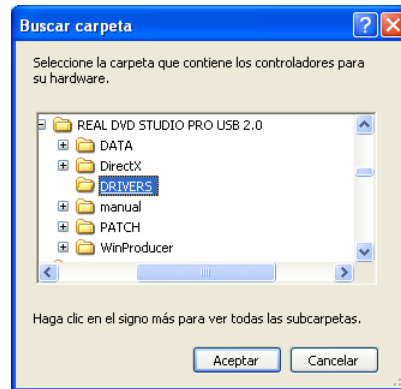 Buscar carpeta
Seleccione la carpeta que contiene los controladores para
su hardware.
REAL DVD STUDIO PRO USB 2.0
DATA
DirectX
DRIVERS
manual
PATCH
WinProducer
Haga clic en el signo más para ver todas las subcarpetas.
Aceptar
Cancelar